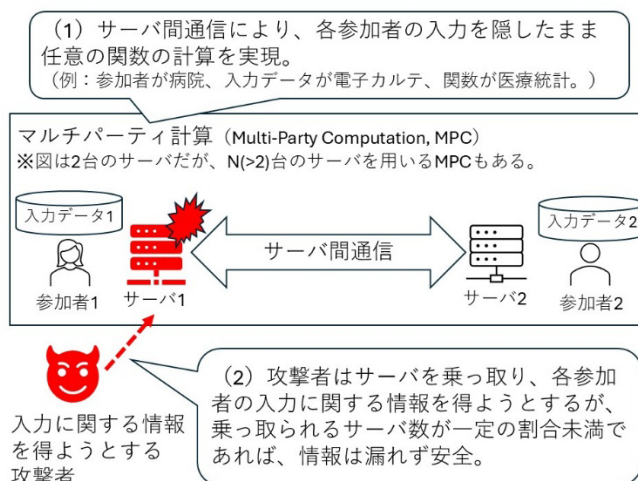 （1）サーバ間通信により、各参加者の入力を隠したまま
任意の関数の計算を実現。
（例：参加者が病院、入力データが電子カルテ、関数が医療統計。）
マルチパーティ計算（Multi-Party Computation, MPC）
※図は2台のサーバだが、N(>2)台のサーバを用いるMPCもある。
入力データ1
入力データ2
サーバ間通信
参加者1
サーバ1
サーバ2
参加者2
（2）攻撃者はサーバを乗っ取り、各参加
者の入力に関する情報を得ようとするが、
乗っ取られるサーバ数が一定の割合未満で
あれば、情報は漏れず安全。
入力に関する情報
を得ようとする
攻撃者